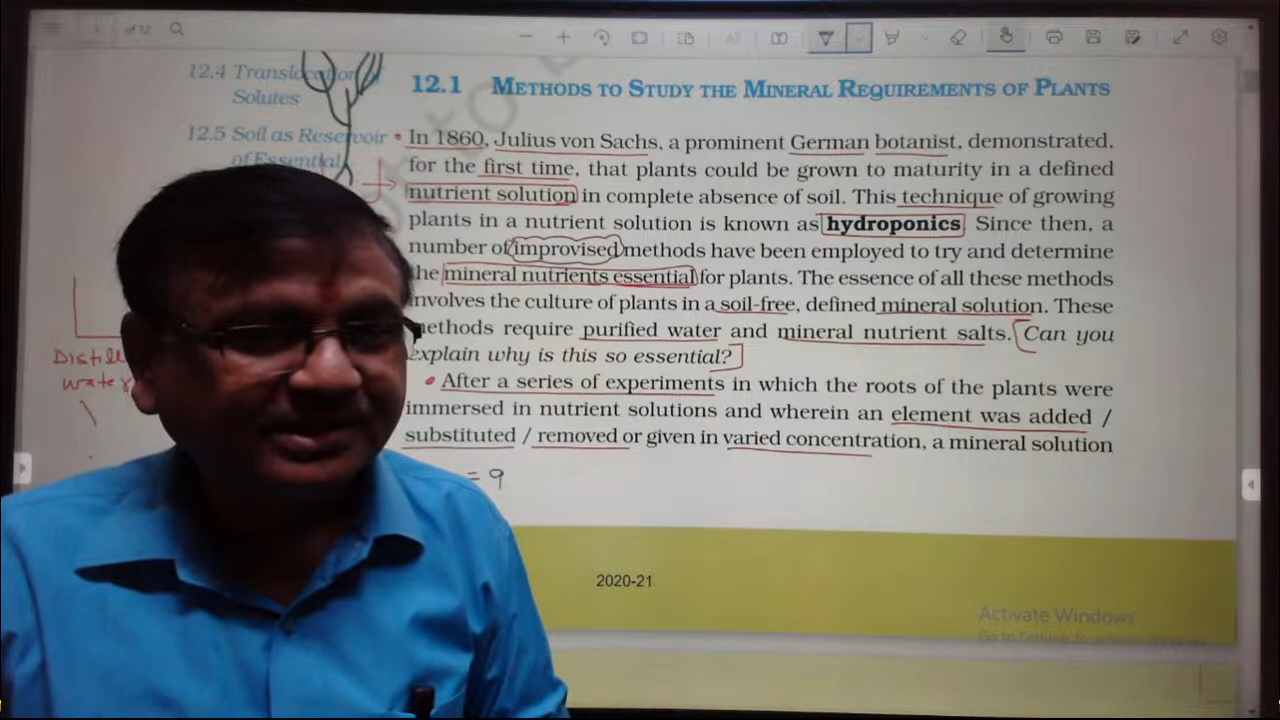 of 12
12.4 Translocation of
Solutes
12.5 Soil as Reservoir
of Essential
12.1 METHODS TO STUDY THE MINERAL REQUIREMENTS OF PLANTS
In 1860, Julius von Sachs, a prominent German botanist, demonstrated,
for the first time, that plants could be grown to maturity in a defined
nutrient solution in complete absence of soil. This technique of growing
plants in a nutrient solution is known as hydroponics. Since then, a
number of improvised methods have been employed to try and determine
the mineral nutrients essential for plants. The essence of all these methods
involves the culture of plants in a soil-free, defined mineral solution. These
methods require purified water and mineral nutrient salts. Can you
explain why is this so essential?
After a series of experiments in which the roots of the plants were
immersed in nutrient solutions and wherein an element was added /
substituted / removed or given in varied concentration, a mineral solution
Distill
water
= 9
2020-21
Activate Windows